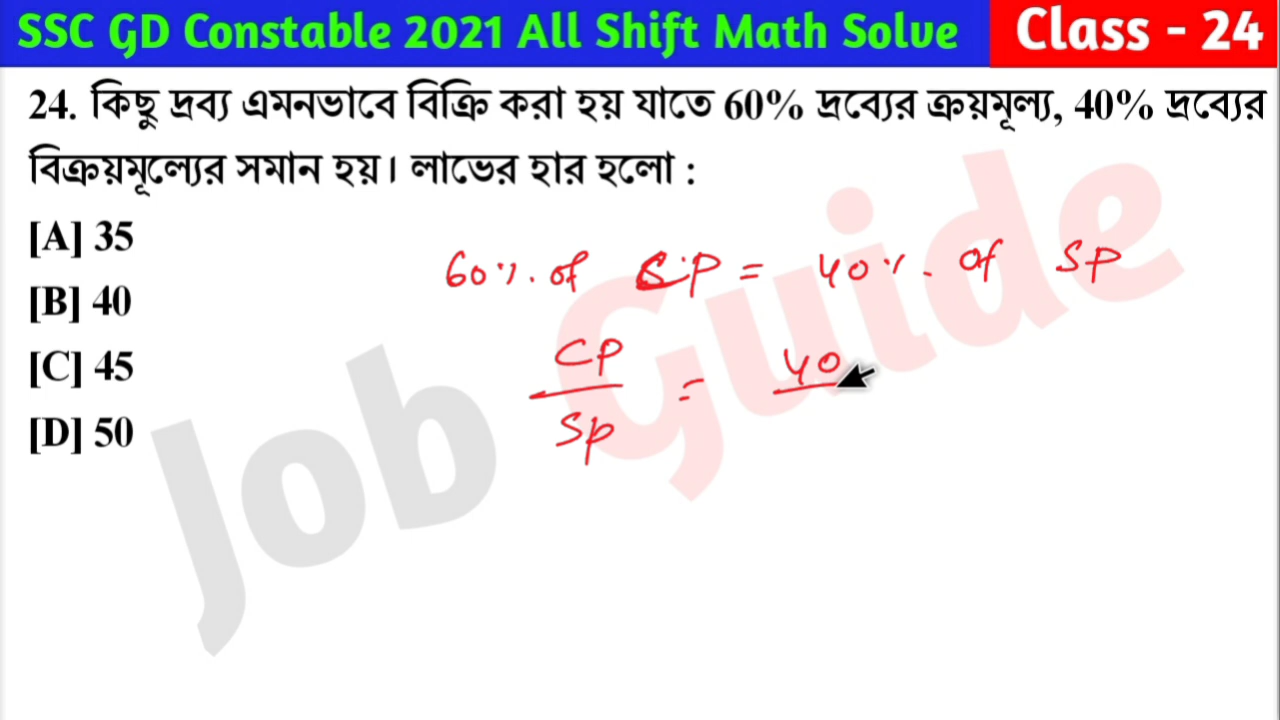 SSC GD Constable 2021 All Shift Math Solve
Class - 24
24. কিছু দ্রব্য এমনভাবে বিক্রি করা হয় যাতে 60% দ্রব্যের ক্রয়মূল্য, 40% দ্রব্যের
বিক্রয়মূল্যের সমান হয়। লাভের হার হলো :
[A] 35
[B] 40
[C] 45
[D] 50
60%. of CP = 40%. of SP
CP
SP
=
40
Job Guide